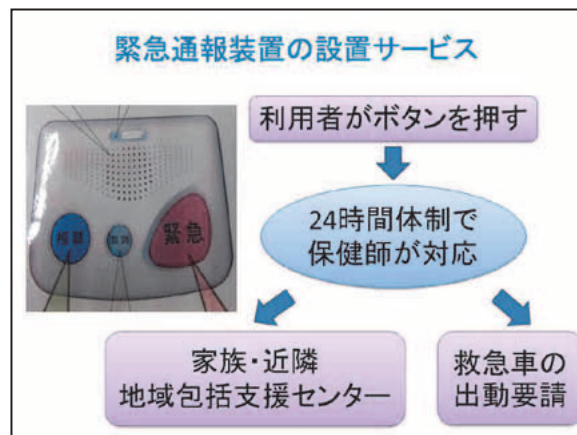 緊急通報装置の設置サービス
利用者がボタンを押す
相談
緊急
24時間体制で
保健師が対応
家族・近隣
地域包括支援センター
救急車の
出動要請